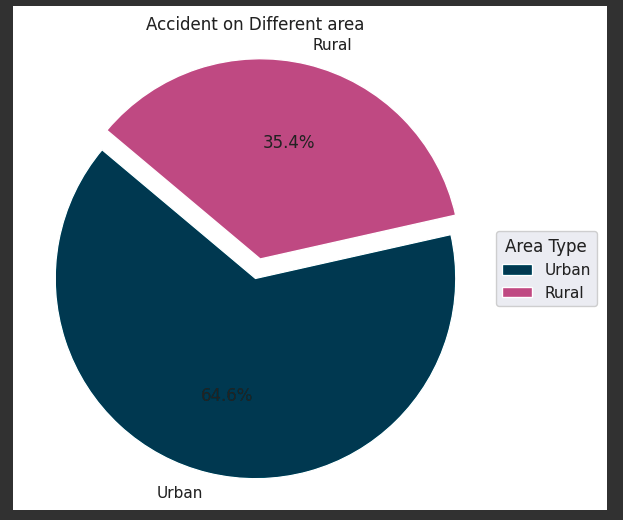 Accident on Different area
Rural
35.4%
Area Type
Urban
Rural
64.6%
Urban